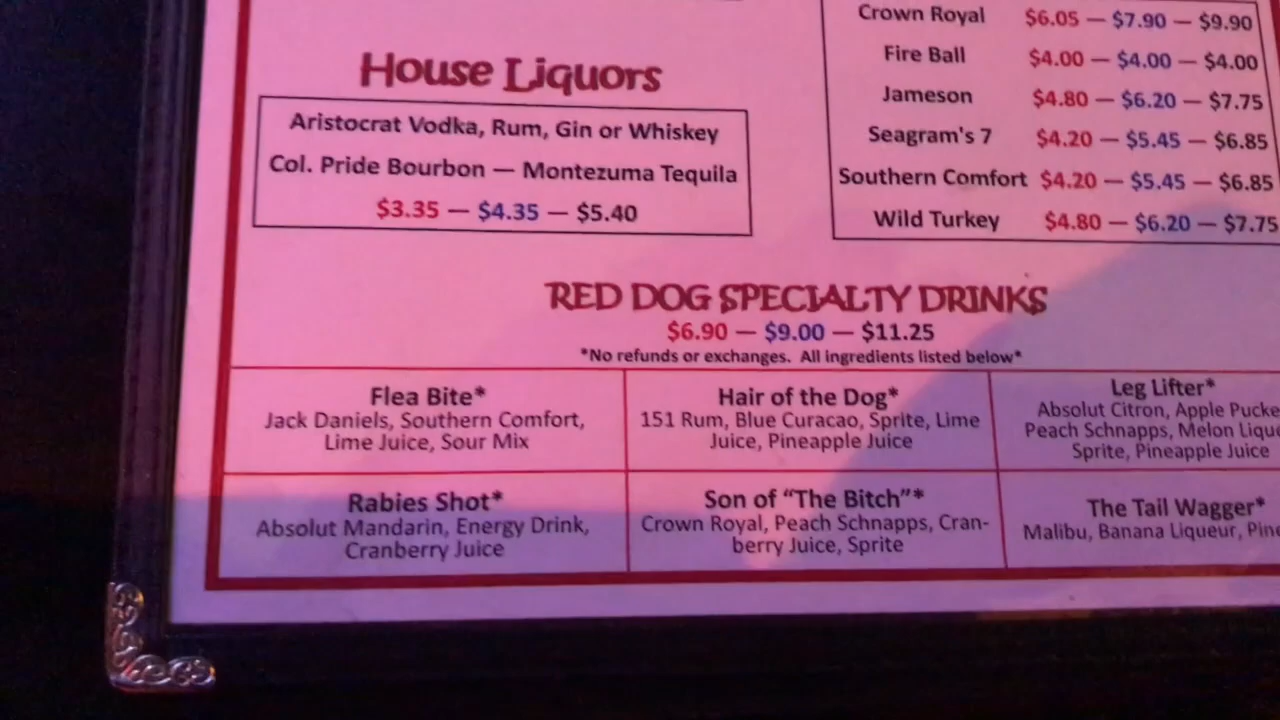 House Liquors
Aristocrat Vodka, Rum, Gin or Whiskey
Col. Pride Bourbon — Montezuma Tequila
$3.35 — $4.35 — $5.40
Crown Royal $6.05 — $7.90 — $9.90
Fire Ball $4.00 — $4.00 — $4.00
Jameson $4.80 — $6.20 — $7.75
Seagram's 7 $4.20 — $5.45 — $6.85
Southern Comfort $4.20 — $5.45 — $6.85
Wild Turkey $4.80 — $6.20 — $7.75
RED DOG SPECIALTY DRINKS
$6.90 — $9.00 — $11.25
*No refunds or exchanges. All ingredients listed below*
Flea Bite*
Jack Daniels, Southern Comfort,
Lime Juice, Sour Mix
Hair of the Dog*
151 Rum, Blue Curacao, Sprite, Lime
Juice, Pineapple Juice
Leg Lifter*
Absolut Citron, Apple
Peach Schnapps, Melon
Sprite, Pineapple Juice
Rabies Shot*
Absolut Mandarin, Energy Drink,
Cranberry Juice
Son of “The Bitch”*
Crown Royal, Peach Schnapps, Cran-
berry Juice, Sprite
The Tail Wagger*
Malibu, Banana Liqueur,